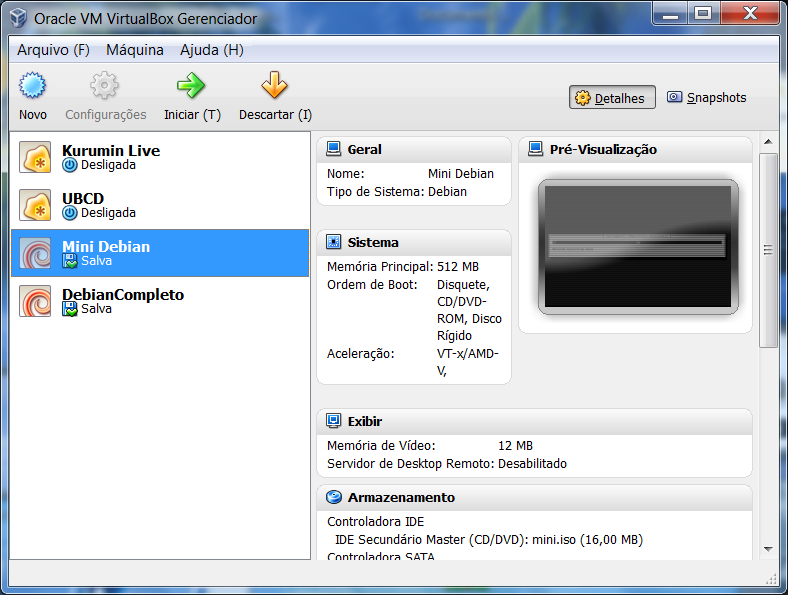 Oracle VM VirtualBox Gerenciador
Arquivo (F) Máquina Ajuda (H)
Novo Configurações Iniciar (T) Descartar (I) Detalhes Snapshots
Kurumin Live
Desligada
UBCD
Desligada
Mini Debian
Salva
DebianCompleto
Salva
Geral
Nome: Mini Debian
Tipo de Sistema: Debian
Pré-Visualização
Sistema
Memória Principal: 512 MB
Ordem de Boot: Disquete,
CD/DVD-
ROM, Disco
Rígido
Aceleração: VT-x/AMD-
V,
Exibir
Memória de Vídeo: 12 MB
Servidor de Desktop Remoto: Desabilitado
Armazenamento
Controladora IDE
IDE Secundário Master (CD/DVD): mini.iso (16,00 MB)
Controladora SATA